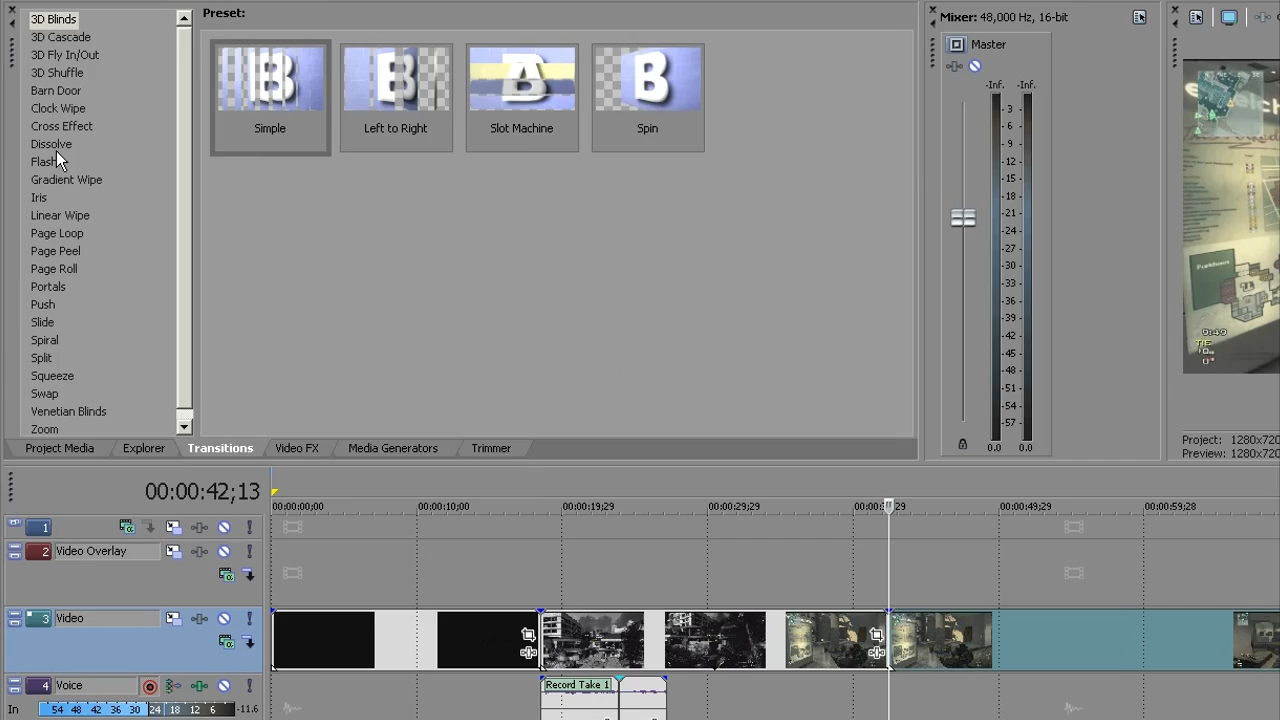 3D Blinds
3D Cascade
3D Fly In/Out
3D Shuffle
Barn Door
Clock Wipe
Cross Effect
Dissolve
Flash
Gradient Wipe
Iris
Linear Wipe
Page Loop
Page Peel
Page Roll
Portals
Push
Slide
Spiral
Split
Squeeze
Swap
Venetian Blinds
Zoom
Preset:
Simple
Left to Right
Slot Machine
Spin
Project Media
Explorer
Transitions
Video FX
Media Generators
Trimmer
Mixer: 48,000 Hz, 16-bit
Master
-Inf. -Inf.
3
6
9
12
15
18
21
24
27
30
33
36
39
42
45
48
51
54
57
0.0 0.0
9:49
TIE
Project: 1280x720
Preview: 1280x720
00:00:42;13
00:00:00;00
00:00:10;00
00:00:19;29
00:00:29;29
00:00:49;29
00:00:59;28
1
2 Video Overlay
3 Video
4 Voice
Record Take 1
In 54 48 42 36 30 24 18 12 6 -11.6